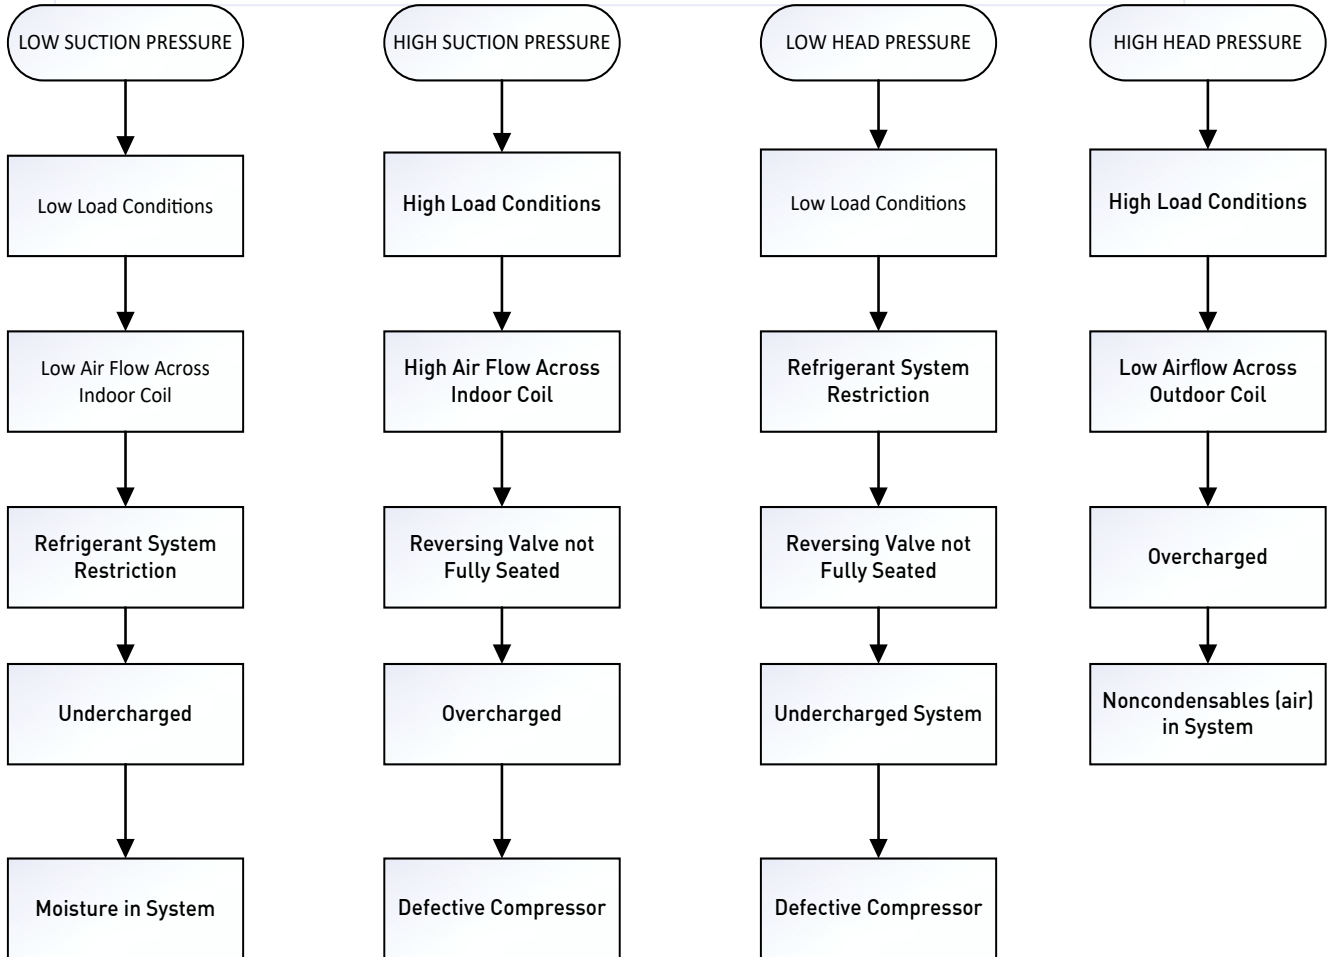 LOW SUCTION PRESSURE
Low Load Conditions
Low Air Flow Across
Indoor Coil
Refrigerant System
Restriction
Undercharged
Moisture in System
HIGH SUCTION PRESSURE
High Load Conditions
High Air Flow Across
Indoor Coil
Reversing Valve not
Fully Seated
Overcharged
Defective Compressor
LOW HEAD PRESSURE
Low Load Conditions
Refrigerant System
Restriction
Reversing Valve not
Fully Seated
Undercharged System
Defective Compressor
HIGH HEAD PRESSURE
High Load Conditions
Low Airflow Across
Outdoor Coil
Overcharged
Noncondensables (air)
in System